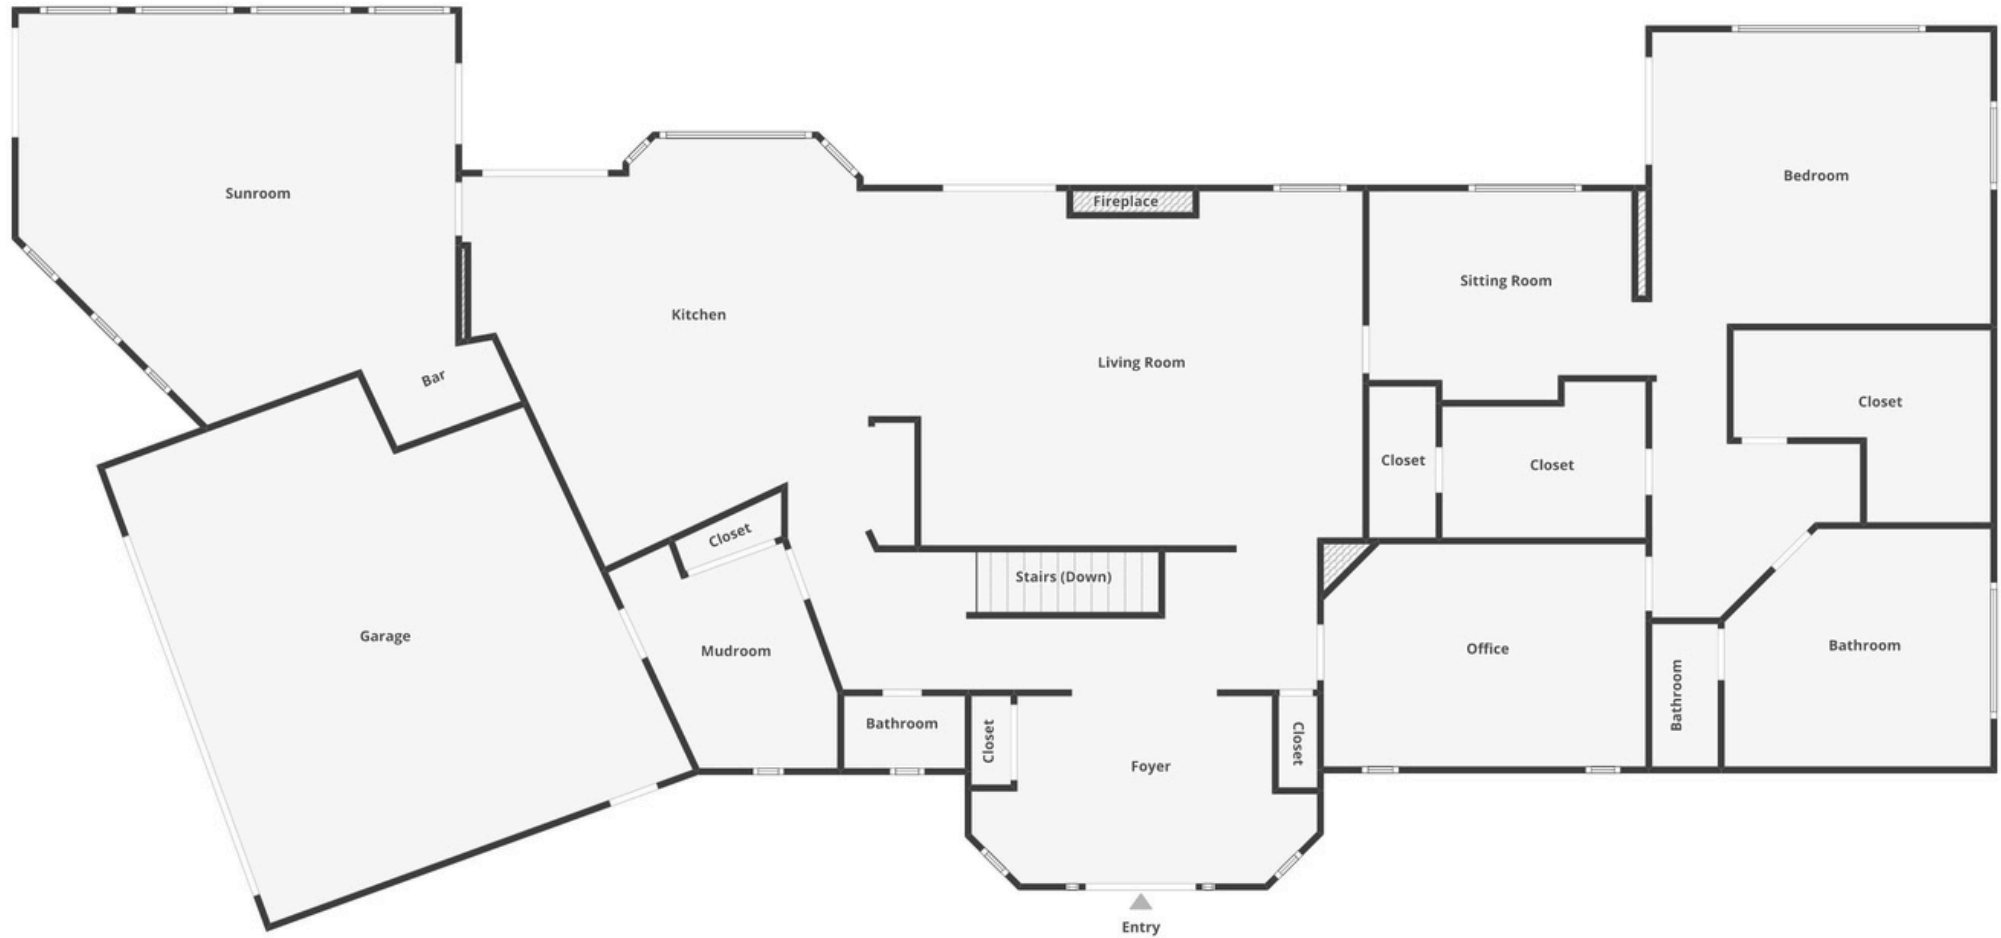 Bedroom
Sunroom
Fireplace
Sitting Room
Kitchen
Living Room
Bar
Closet
Closet
Closet
Closet
Stairs (Down)
Garage
Mudroom
Office
Bathroom
Bathroom
Bathroom
Closet
Closet
Foyer
Entry